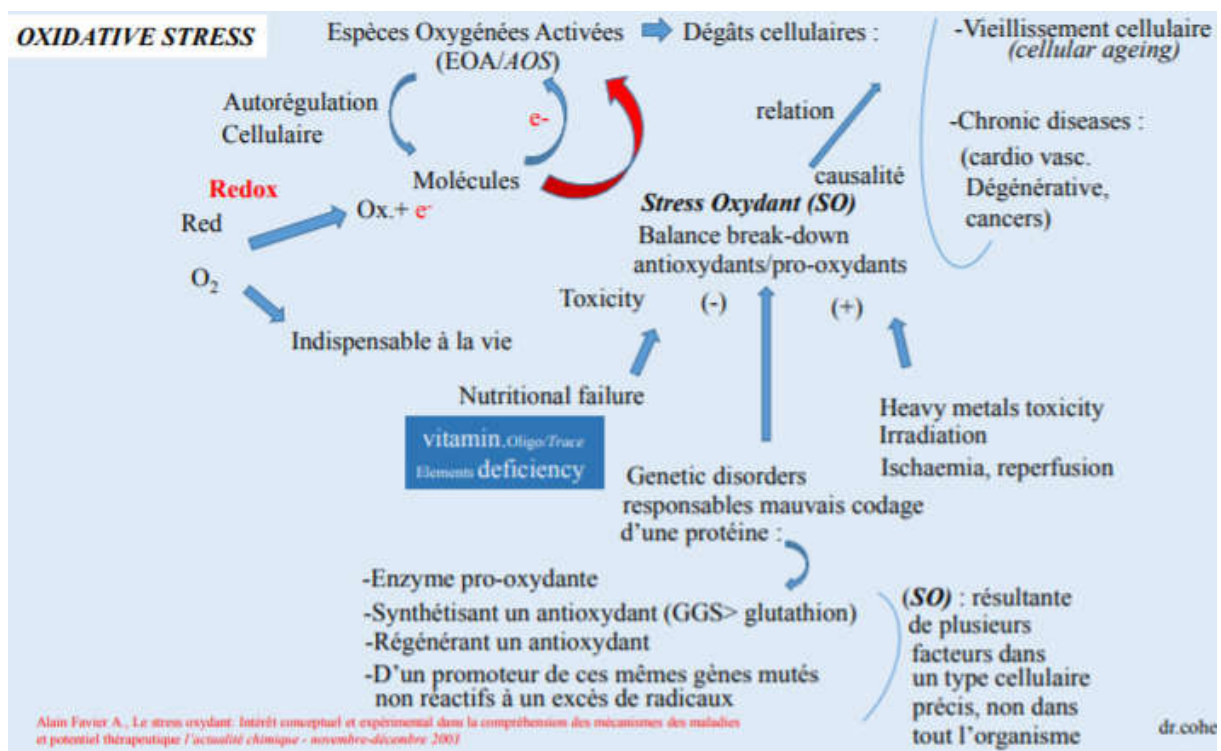 OXIDATIVE STRESS
Espèces Oxygénées Activées
(EOA/AOS)
Dégâts cellulaires :
-Vieillissement cellulaire
(cellular ageing)
Autorégulation
Cellulaire
e-
relation
-Chronic diseases :
(cardio vasc.
Dégénérative,
cancers)
Molécules
causalité
Redox
Red
Ox.+ e-
Stress Oxydant (SO)
Balance break-down
antioxydants/pro-oxydants
O2
Toxicity
(-)
(+)
Indispensable à la vie
Nutritional failure
vitamin, Oligo/Trace
Elements deficiency
Heavy metals toxicity
Irradiation
Ischaemia, reperfusion
Genetic disorders
responsables mauvais codage
d'une protéine :
-Enzyme pro-oxydante
-Synthétisant un antioxydant (GGS> glutathion)
-Régénérant un antioxydant
-D'un promoteur de ces mêmes gènes mutés
non réactifs à un excès de radicaux
(SO) : résultante
de plusieurs
facteurs dans
un type cellulaire
précis, non dans
tout l'organisme
Alain Favier A., Le stress oxydant. Intérêt conceptuel et expérimental dans la compréhension des mécanismes des maladies
et potentiel thérapeutique l'actualité chimique - novembre-décembre 2003
dr.cohe